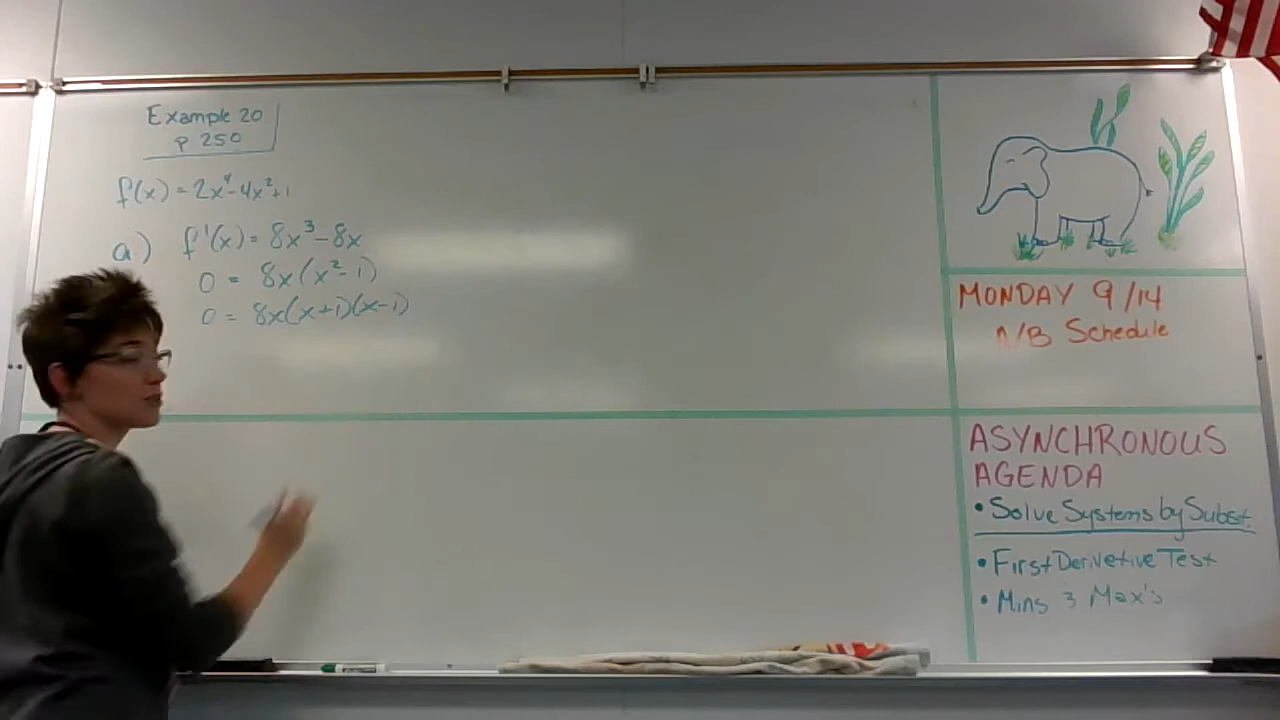 Example 20
p 250
f(x) = 2x⁴-4x²+1
a) f'(x) = 8x³-8x
0 = 8x(x²-1)
0 = 8x(x+1)(x-1)
MONDAY 9/14
A/B Schedule
ASYNCHRONOUS
AGENDA
• Solve Systems by Subst.
• First Derivetive Test
• Mins & Max's